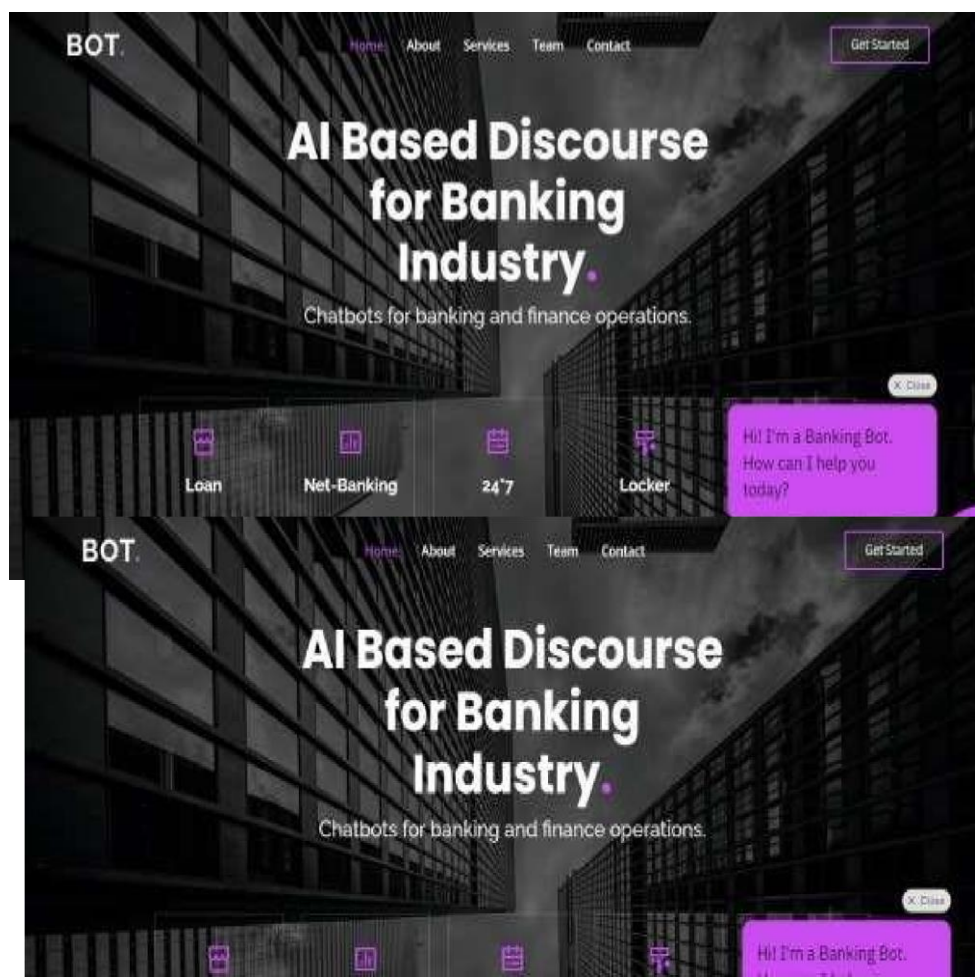 BOT.
Home About Services Team Contact
Get Started
AI Based Discourse
for Banking
Industry.
Chatbots for banking and finance operations.
X Close
Hi! I'm a Banking Bot.
How can I help you
today?
Loan Net-Banking 24*7 Locker
BOT.
Home About Services Team Contact
Get Started
AI Based Discourse
for Banking
Industry.
Chatbots for banking and finance operations.
X Close
Hi! I'm a Banking Bot.